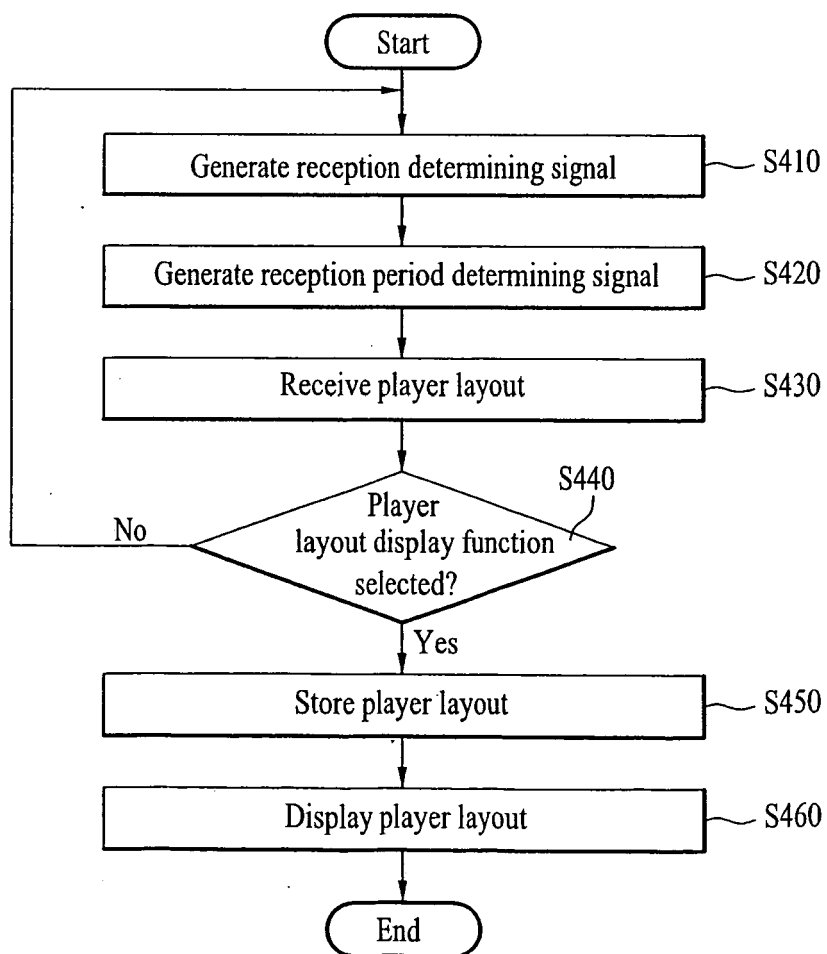 Start
Generate reception determining signal
S410
Generate reception period determining signal
S420
Receive player layout
S430
S440
Player
layout display function
selected?
No
Yes
Store player layout
S450
Display player layout
S460
End